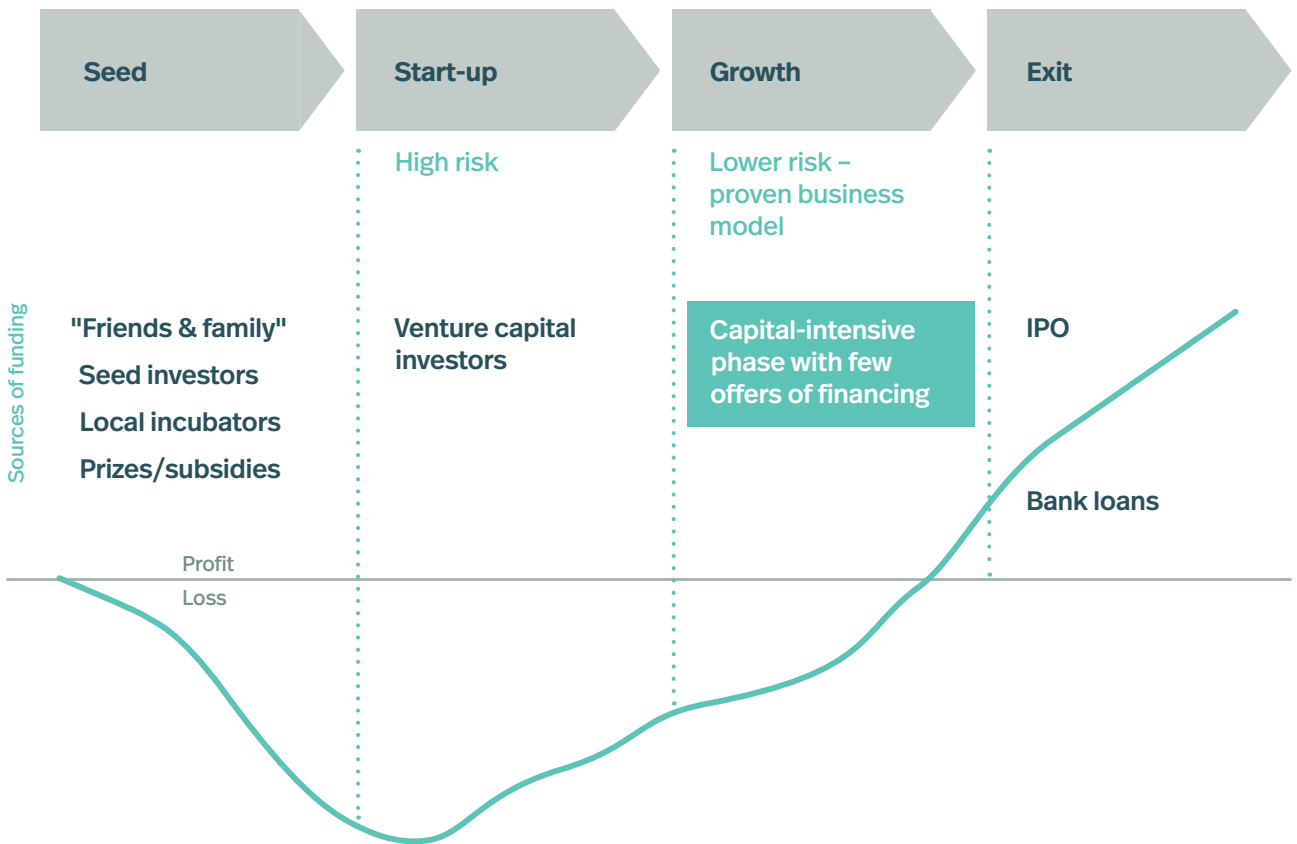 Seed
Start-up
Growth
Exit
High risk
Lower risk –
proven business
model
Sources of funding
"Friends & family"
Seed investors
Local incubators
Prizes/subsidies
Venture capital
investors
Capital-intensive
phase with few
offers of financing
IPO
Bank loans
Profit
Loss